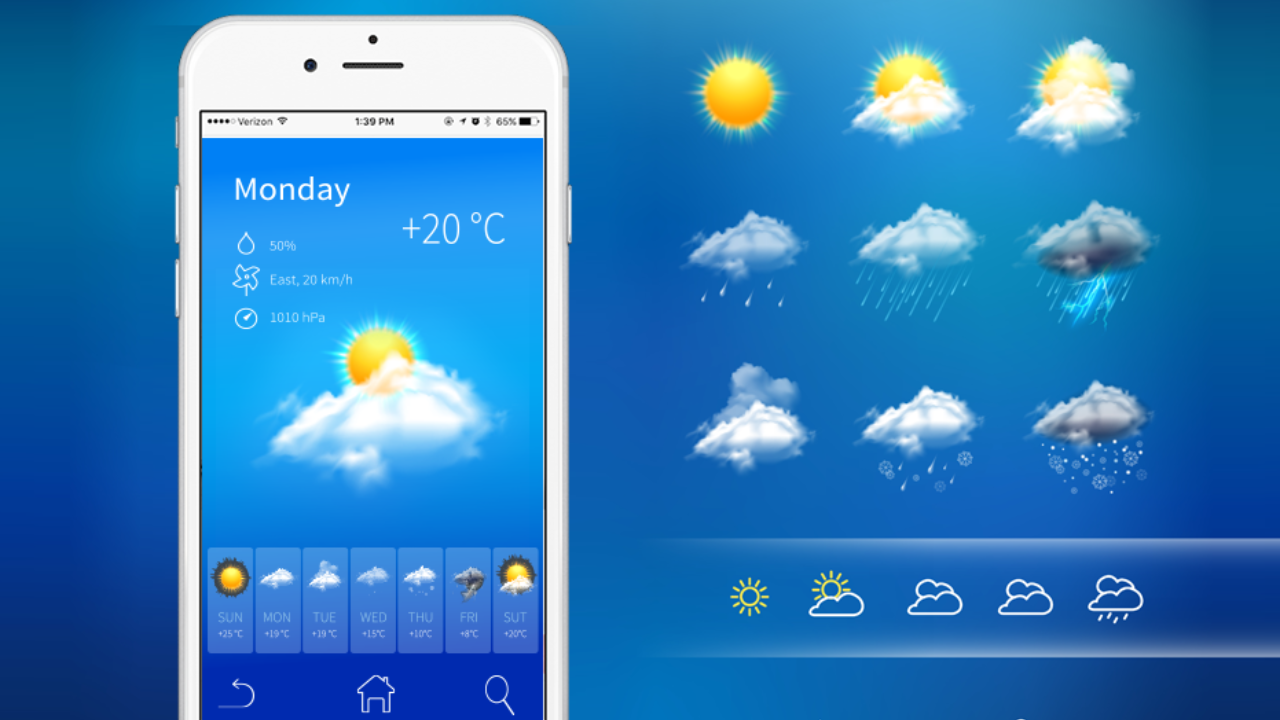 Verizon 1:39 PM 65%
Monday
+20 °C
50%
East, 20 km/h
1010 hPa
SUN MON TUE WED THU FRI SUT
+25 °C +19 °C +19 °C +15°C +10°C +8°C +20°C